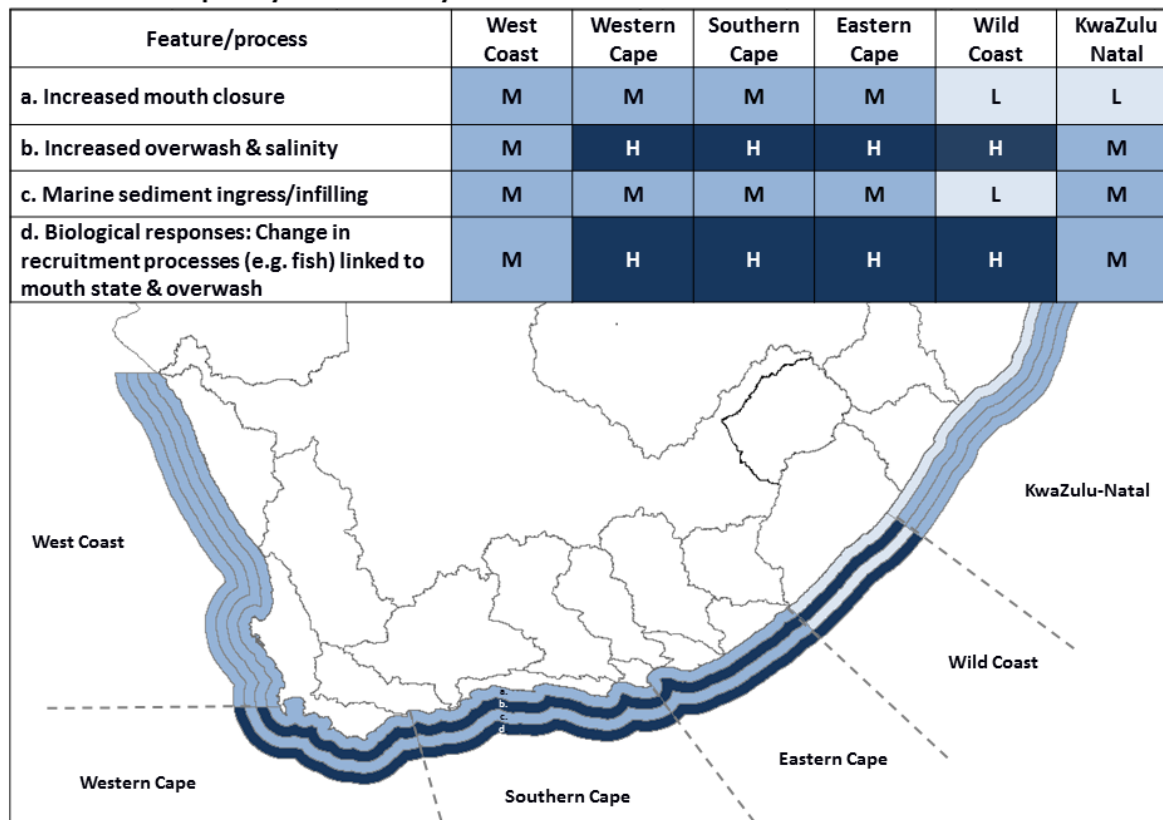 Feature/process
West Coast
Western Cape
Southern Cape
Eastern Cape
Wild Coast
KwaZulu Natal
a. Increased mouth closure M M M M L L
b. Increased overwash & salinity M H H H H M
c. Marine sediment ingress/infilling M M M M L M
d. Biological responses: Change in
recruitment processes (e.g. fish) linked to
mouth state & overwash
M H H H H M
KwaZulu-Natal
West Coast
Wild Coast
a.
b.
c.
d.
Eastern Cape
Western Cape
Southern Cape